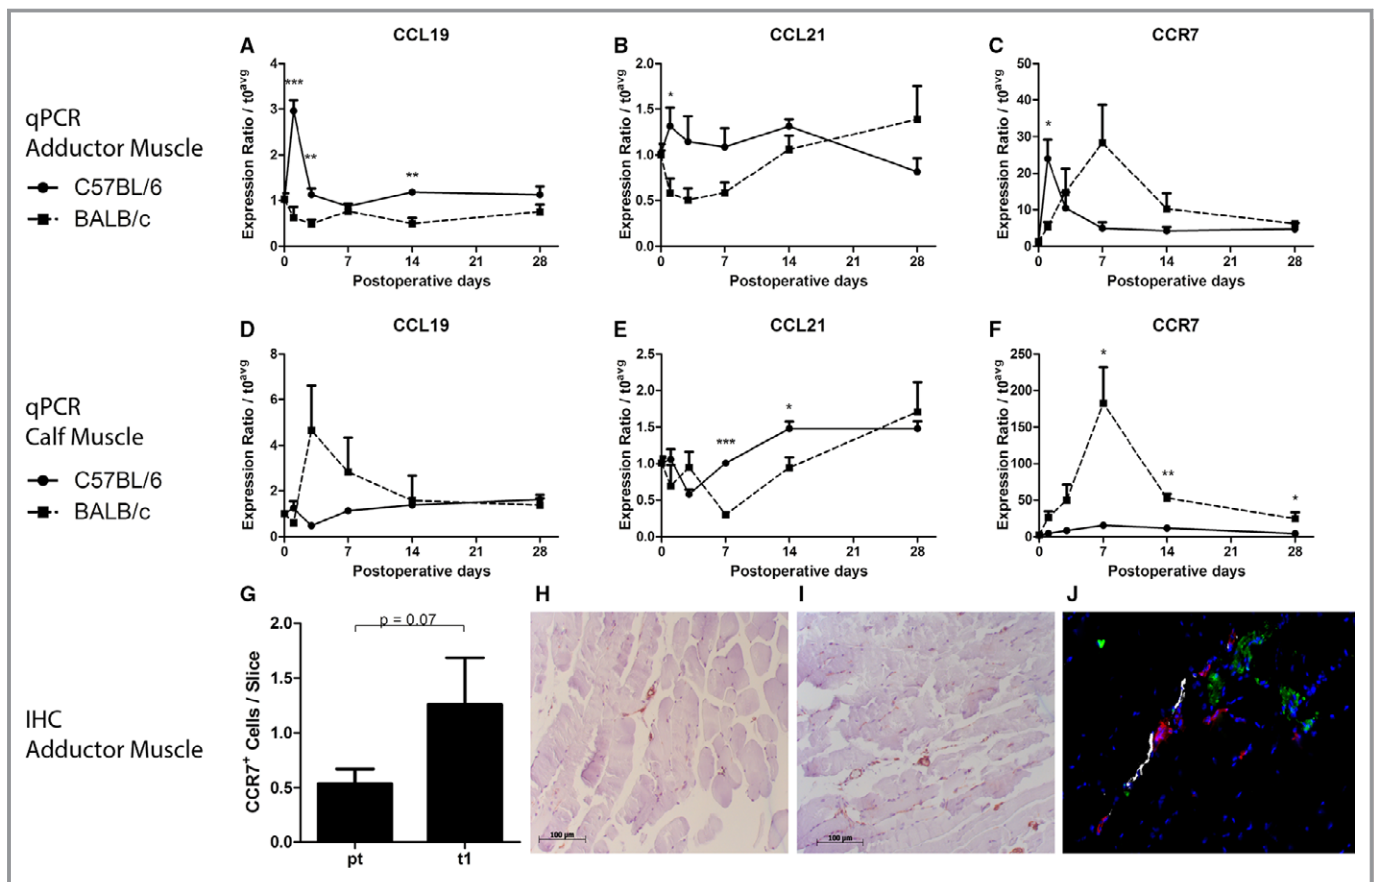 A CCL19
B CCL21
C CCR7
qPCR
Adductor Muscle
C57BL/6
BALB/c
Expression Ratio / t0avg
4
3
2
1
0
***
**
**
0 7 14 21 28
Postoperative days
Expression Ratio / t0avg
2.0
1.5
1.0
0.5
0.0
*
0 7 14 21 28
Postoperative days
Expression Ratio / t0avg
50
40
30
20
10
0
*
0 7 14 21 28
Postoperative days
D CCL19
E CCL21
F CCR7
qPCR
Calf Muscle
C57BL/6
BALB/c
Expression Ratio / t0avg
8
6
4
2
0
0 7 14 21 28
Postoperative days
Expression Ratio / t0avg
2.5
2.0
1.5
1.0
0.5
0.0
***
*
0 7 14 21 28
Postoperative days
Expression Ratio / t0avg
250
200
150
100
50
0
*
**
*
0 7 14 21 28
Postoperative days
IHC
Adductor Muscle
G
CCR7+ Cells / Slice
2.0
1.5
1.0
0.5
0.0
p = 0.07
pt t1
H
100 µm
I
100 µm
J